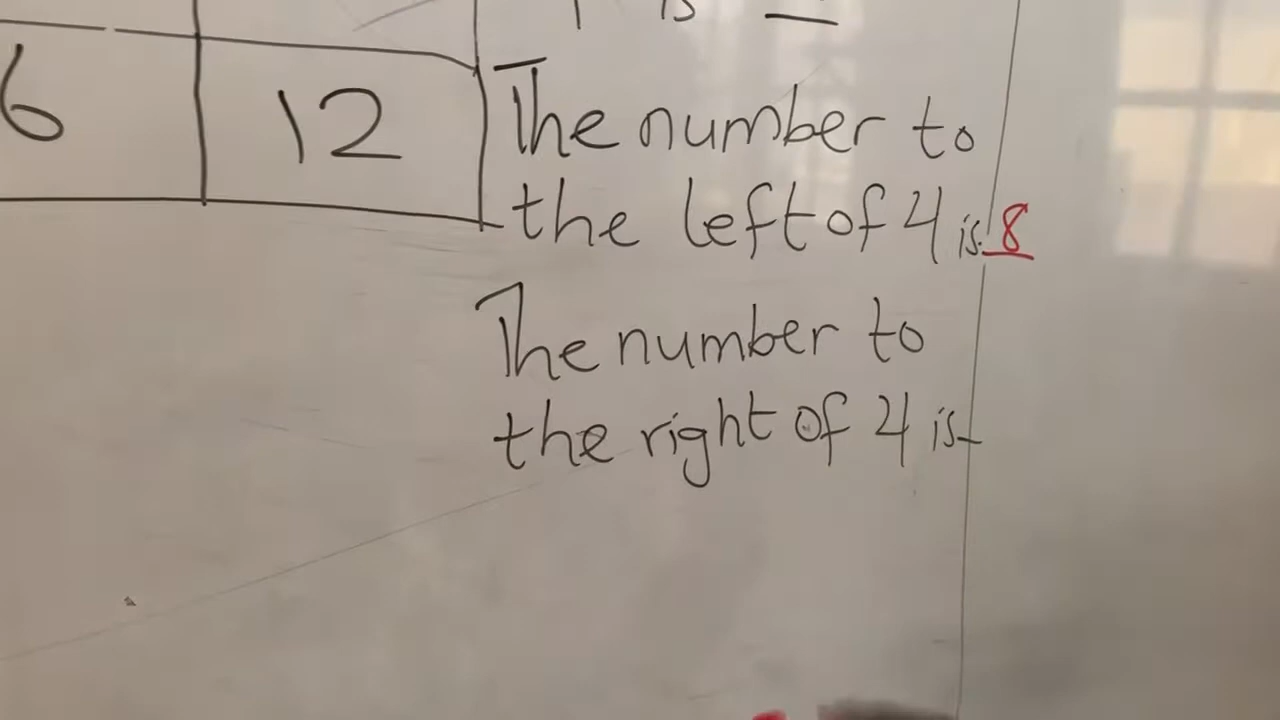 is
6 12
The number to
the left of 4 is 8
The number to
the right of 4 is